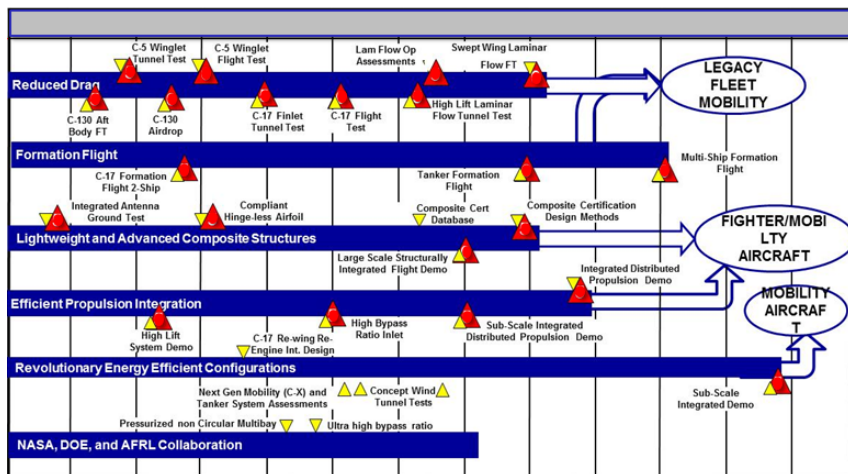 C-5 Winglet
Tunnel Test
C-5 Winglet
Flight Test
Lam Flow Op
Assessments
Swept Wing Laminar
Flow FT
Reduced Drag
LEGACY
FLEET
MOBILITY
C-130 Aft
Body FT
C-130
Airdrop
C-17 Finlet
Tunnel Test
C-17 Flight
Test
High Lift Laminar
Flow Tunnel Test
Formation Flight
C-17 Formation
Flight 2-Ship
Tanker Formation
Flight
Multi-Ship Formation
Flight
Integrated Antenna
Ground Test
Compliant
Hinge-less Airfoil
Composite Cert
Database
Composite Certification
Design Methods
Lightweight and Advanced Composite Structures
FIGHTER/MOBI
LTY
AIRCRAFT
Large Scale Structurally
Integrated Flight Demo
Integrated Distributed
Propulsion Demo
Efficient Propulsion Integration
MOBILITY
AIRCRAF
T
High Lift
System Demo
C-17 Re-wing Re-
Engine Int. Design
High Bypass
Ratio Inlet
Sub-Scale Integrated
Distributed Propulsion Demo
Revolutionary Energy Efficient Configurations
Next Gen Mobility (C-X) and
Tanker System Assessments
Concept Wind
Tunnel Tests
Sub-Scale
Integrated Demo
Pressurized non Circular Multibay
Ultra high bypass ratio
NASA, DOE, and AFRL Collaboration